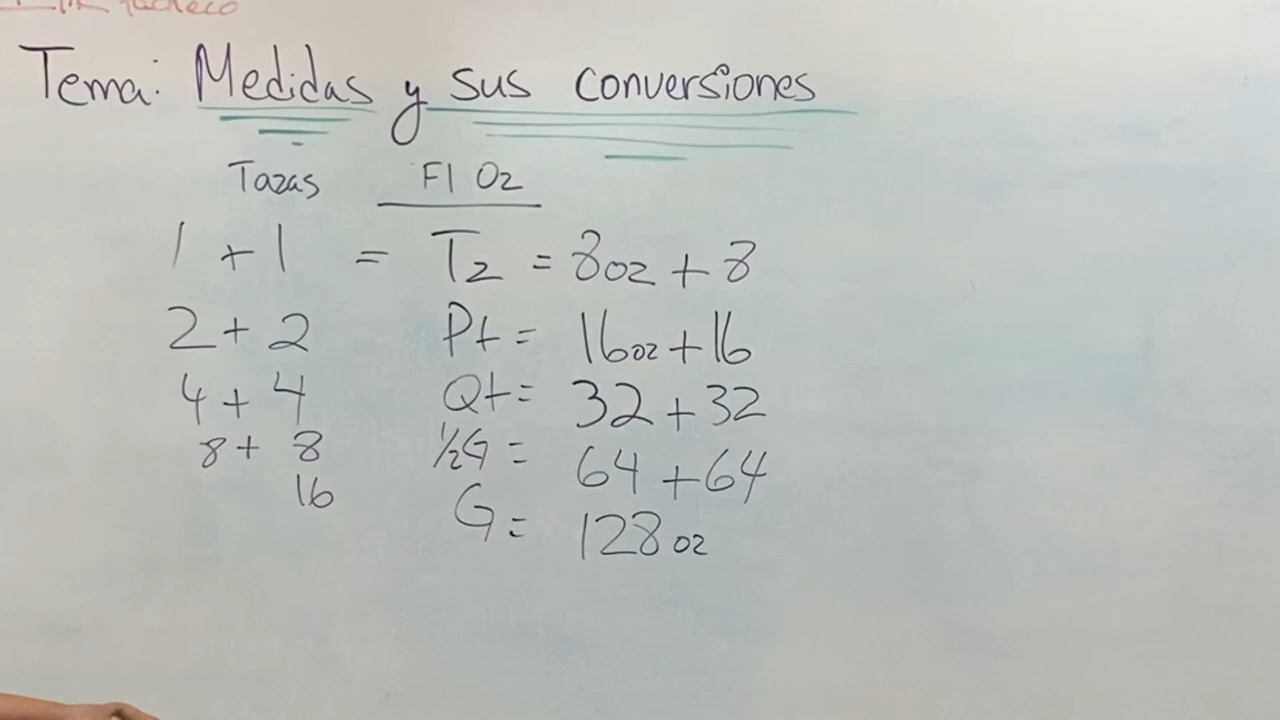 Tema: Medidas y sus conversiones
Tazas Fl Oz
1 + 1 = Tz = 8oz + 8
2 + 2 Pt = 16oz + 16
4 + 4 Qt = 32 + 32
8 + 8 ½G = 64 + 64
16 G = 128 oz